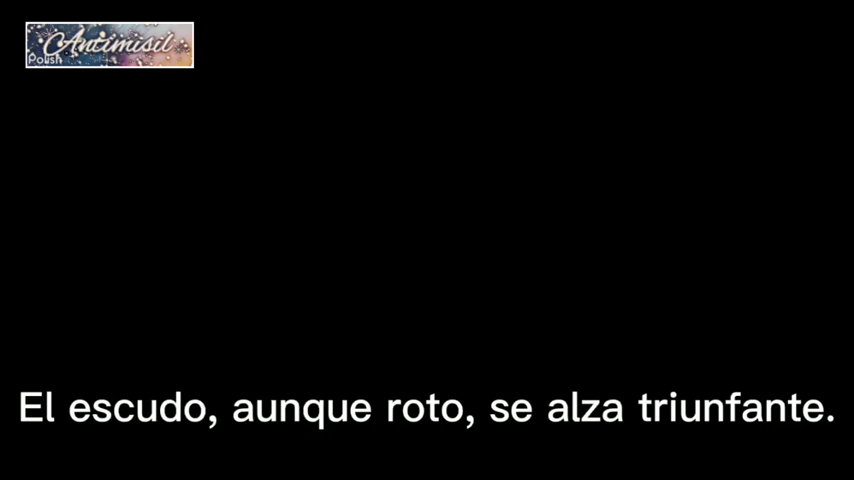 Antimisil
Polish
El escudo, aunque roto, se alza triunfante.